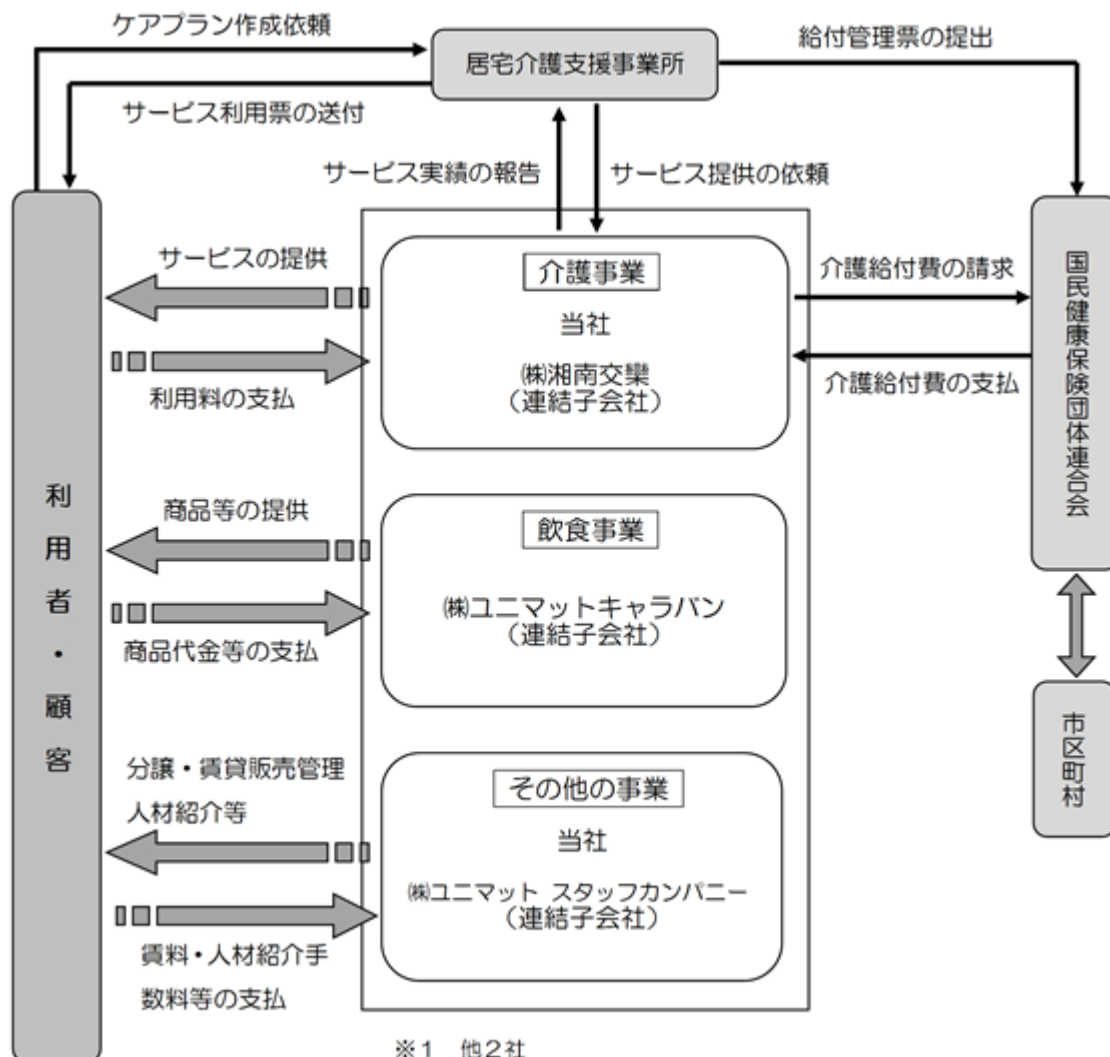 ケアプラン作成依頼
居宅介護支援事業所
給付管理票の提出
サービス利用票の送付
サービス実績の報告
サービス提供の依頼
サービスの提供
利用料の支払
介護事業
当社
㈱湘南交欒
（連結子会社）
介護給付費の請求
介護給付費の支払
国民健康保険団体連合会
利用者・顧客
商品等の提供
商品代金等の支払
飲食事業
㈱ユニマットキャラバン
（連結子会社）
市区町村
分譲・賃貸販売管理
人材紹介等
その他の事業
当社
㈱ユニマット スタッフカンパニー
（連結子会社）
賃料・人材紹介手
数料等の支払
※１　他２社